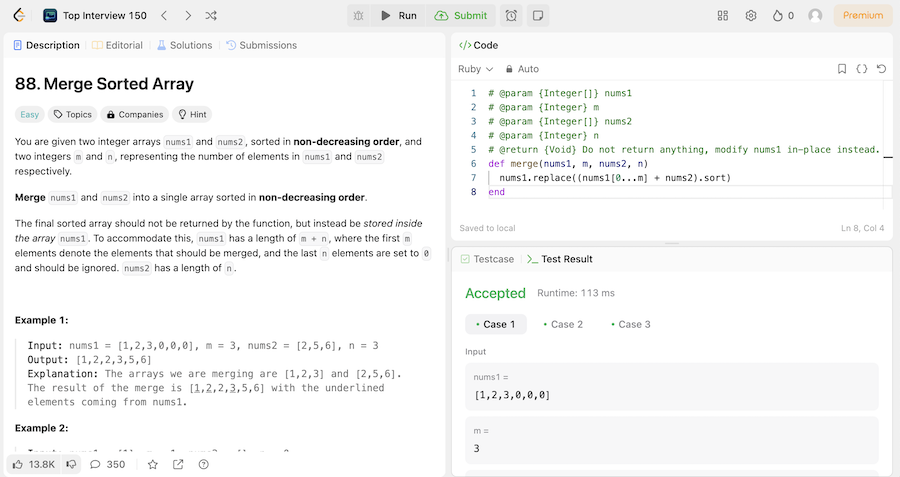 Top Interview 150
Run
Submit
0
Premium
Description
Editorial
Solutions
Submissions
88. Merge Sorted Array
Easy
Topics
Companies
Hint
You are given two integer arrays nums1 and nums2, sorted in non-decreasing order, and
two integers m and n, representing the number of elements in nums1 and nums2
respectively.
Merge nums1 and nums2 into a single array sorted in non-decreasing order.
The final sorted array should not be returned by the function, but instead be stored inside
the array nums1. To accommodate this, nums1 has a length of m + n, where the first m
elements denote the elements that should be merged, and the last n elements are set to 0
and should be ignored. nums2 has a length of n.
Example 1:
Input: nums1 = [1,2,3,0,0,0], m = 3, nums2 = [2,5,6], n = 3
Output: [1,2,2,3,5,6]
Explanation: The arrays we are merging are [1,2,3] and [2,5,6].
The result of the merge is [1,2,2,3,5,6] with the underlined
elements coming from nums1.
Example 2:
13.8K
350
</> Code
Ruby
Auto
1 # @param {Integer[]} nums1
2 # @param {Integer} m
3 # @param {Integer[]} nums2
4 # @param {Integer} n
5 # @return {Void} Do not return anything, modify nums1 in-place instead.
6 def merge(nums1, m, nums2, n)
7 nums1.replace((nums1[0...m] + nums2).sort)
8 end
Saved to local
Ln 8, Col 4
Testcase
Test Result
Accepted
Runtime: 113 ms
• Case 1
• Case 2
• Case 3
Input
nums1 =
[1,2,3,0,0,0]
m =
3